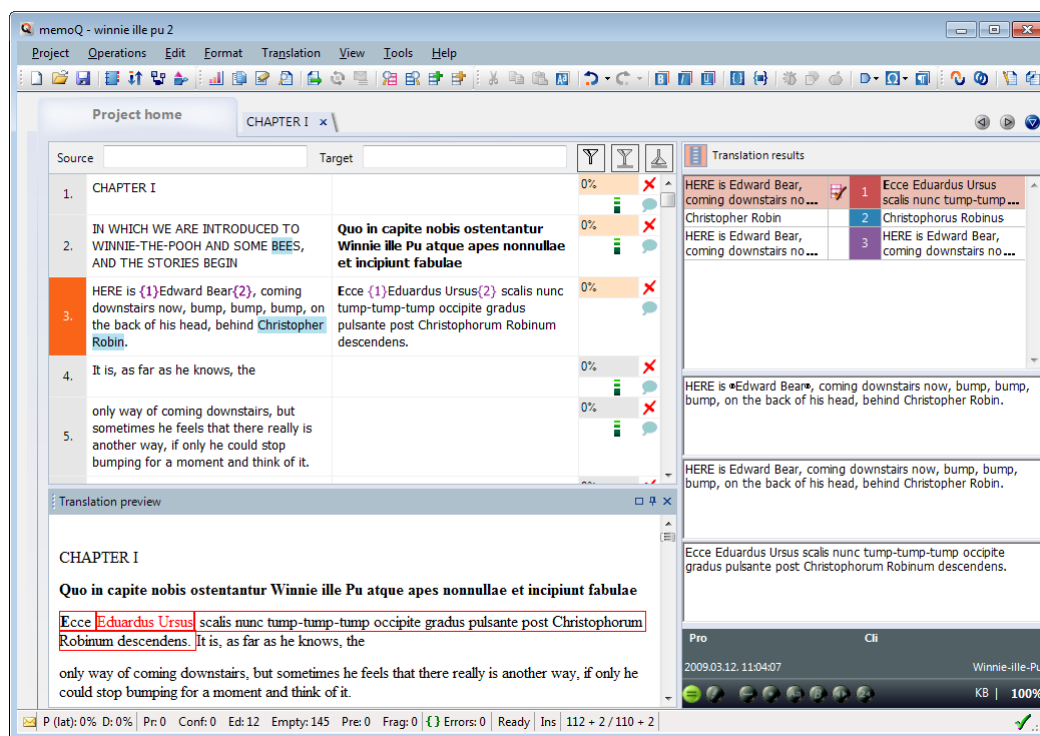 memoQ - winnie ille pu 2
Project Operations Edit Format Translation View Tools Help
Project home
CHAPTER I
Source Target
1. CHAPTER I 0%
2. IN WHICH WE ARE INTRODUCED TO
WINNIE-THE-POOH AND SOME BEES,
AND THE STORIES BEGIN
Quo in capite nobis ostentantur
Winnie ille Pu atque apes nonnullae
et incipiunt fabulae
0%
3. HERE is {1}Edward Bear{2}, coming
downstairs now, bump, bump, bump, on
the back of his head, behind Christopher
Robin.
Ecce {1}Eduardus Ursus{2} scalis nunc
tump-tump-tump occipite gradus
pulsante post Christophorum Robinum
descendens.
0%
4. It is, as far as he knows, the 0%
5. only way of coming downstairs, but
sometimes he feels that there really is
another way, if only he could stop
bumping for a moment and think of it.
0%
Translation preview
CHAPTER I
Quo in capite nobis ostentantur Winnie ille Pu atque apes nonnullae et incipiunt fabulae
Ecce Eduardus Ursus scalis nunc tump-tump-tump occipite gradus pulsante post Christophorum
Robinum descendens. It is, as far as he knows, the
only way of coming downstairs, but sometimes he feels that there really is another way, if only he
could stop bumping for a moment and think of it.
Translation results
HERE is Edward Bear,
coming downstairs no...
1
Ecce Eduardus Ursus
scalis nunc tump-tump ...
Christopher Robin 2 Christophorus Robinus
HERE is Edward Bear,
coming downstairs no...
3
HERE is Edward Bear,
coming downstairs no...
HERE is Edward Bear, coming downstairs now, bump, bump,
bump, on the back of his head, behind Christopher Robin.
HERE is Edward Bear, coming downstairs now, bump, bump,
bump, on the back of his head, behind Christopher Robin.
Ecce Eduardus Ursus scalis nunc tump-tump-tump occipite
gradus pulsante post Christophorum Robinum descendens.
Pro Cli
2009.03.12. 11:04:07 Winnie-ille-Pu
KB | 100%
P (lat): 0% D: 0% Pr: 0 Conf: 0 Ed: 12 Empty: 145 Pre: 0 Frag: 0 {} Errors: 0 Ready Ins 112 + 2 / 110 + 2